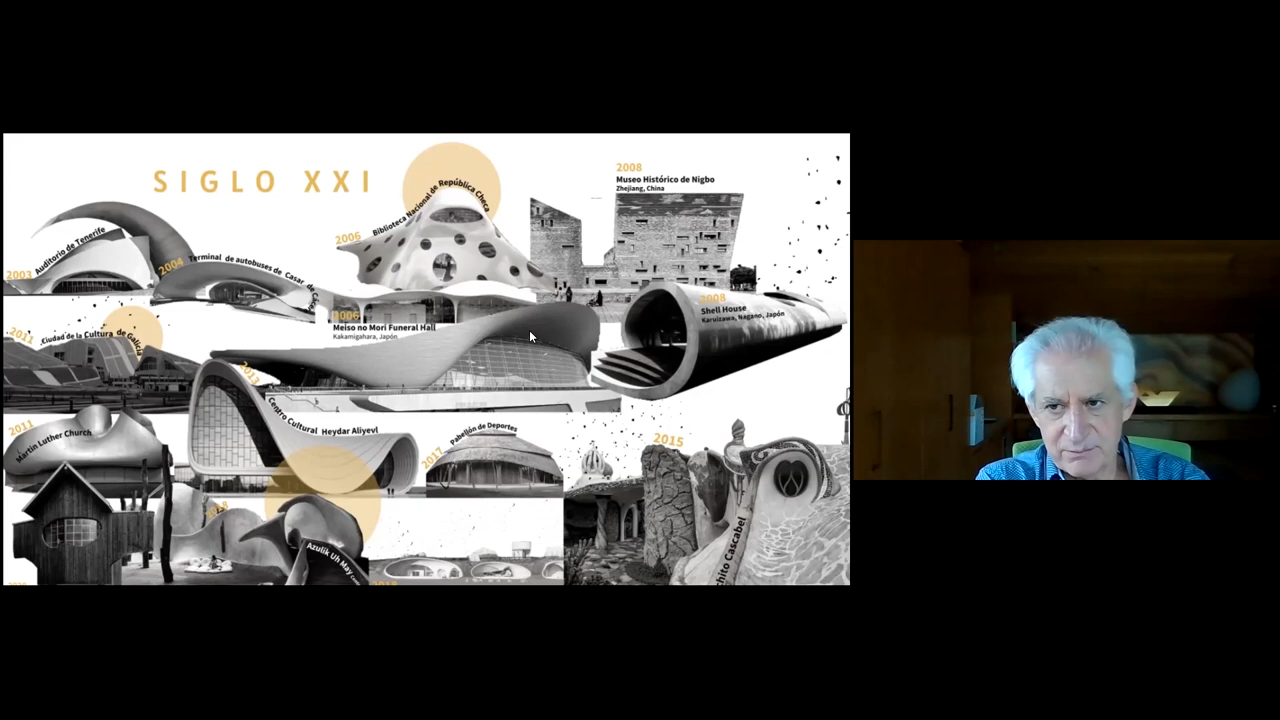 SIGLO XXI
2003
Auditorio de Tenerife
2004
Terminal de autobuses de Casar de
2006
Biblioteca Nacional de República Checa
2008
Museo Histórico de Nigbo
Zhejiang, China
2006
Meiso no Mori Funeral Hall
Kakamigahara, Japón
2008
Shell House
Karuizawa, Nagano, Japón
2011
Ciudad de la Cultura de Galicia
2013
Centro Cultural Heydar Aliyevl
2011
Martin Luther Church
2017
Pabellón de Deportes
2015
chito Cascabel
2018
Azulik Uh May